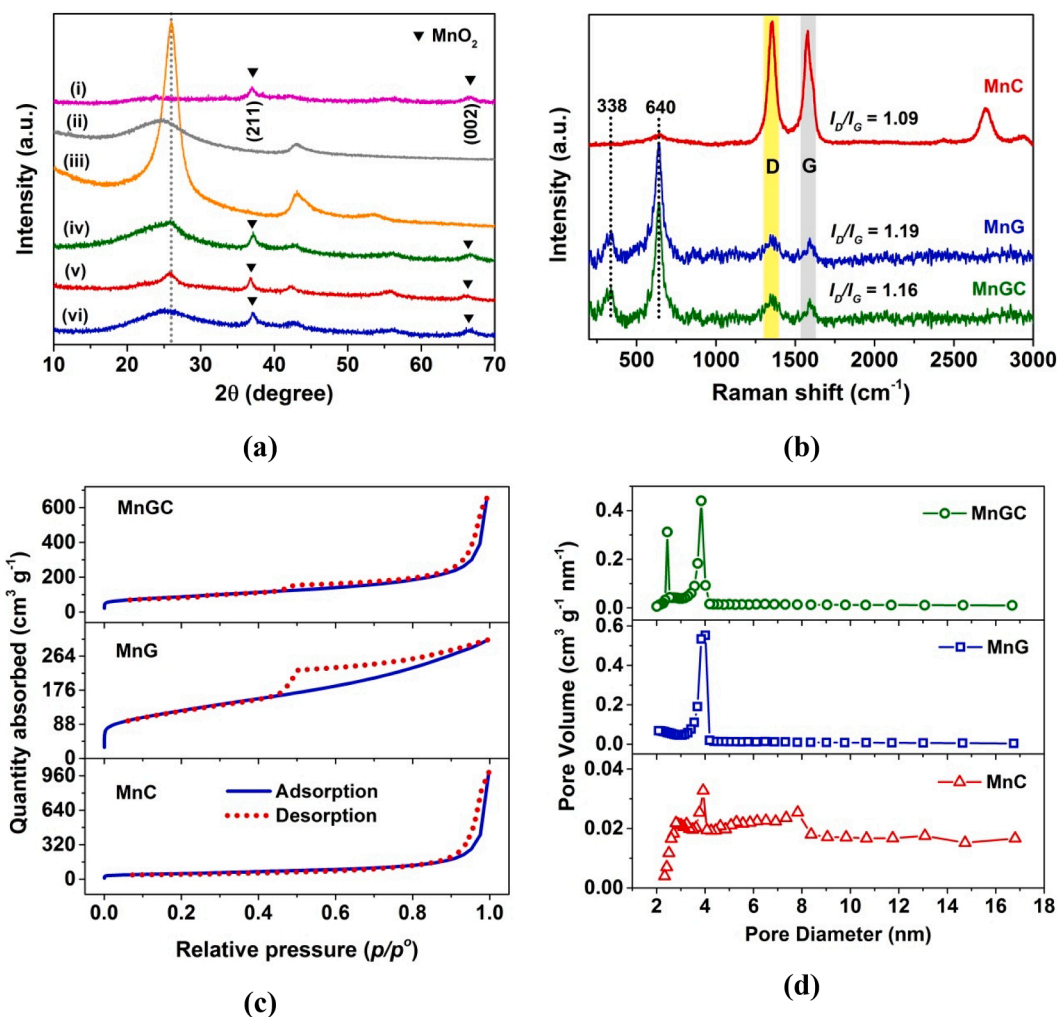 ▼ MnO2
(i)
(211)
(002)
(ii)
(iii)
(iv)
(v)
(vi)
Intensity (a.u.)
10 20 30 40 50 60 70
2θ (degree)
(a)
338
640
MnC
ID/IG = 1.09
D
G
MnG
ID/IG = 1.19
ID/IG = 1.16
MnGC
Intensity (a.u.)
500 1000 1500 2000 2500 3000
Raman shift (cm-1)
(b)
MnGC
600
400
200
0
MnG
264
176
88
0
MnC
960
640
320
0
Adsorption
Desorption
Quantity absorbed (cm3 g-1)
0.0 0.2 0.4 0.6 0.8 1.0
Relative pressure (p/po)
(c)
MnGC
0.4
0.2
0.0
MnG
0.6
0.4
0.2
0.0
MnC
0.04
0.02
0.00
Pore Volume (cm3 g-1 nm-1)
2 4 6 8 10 12 14 16 18
Pore Diameter (nm)
(d)